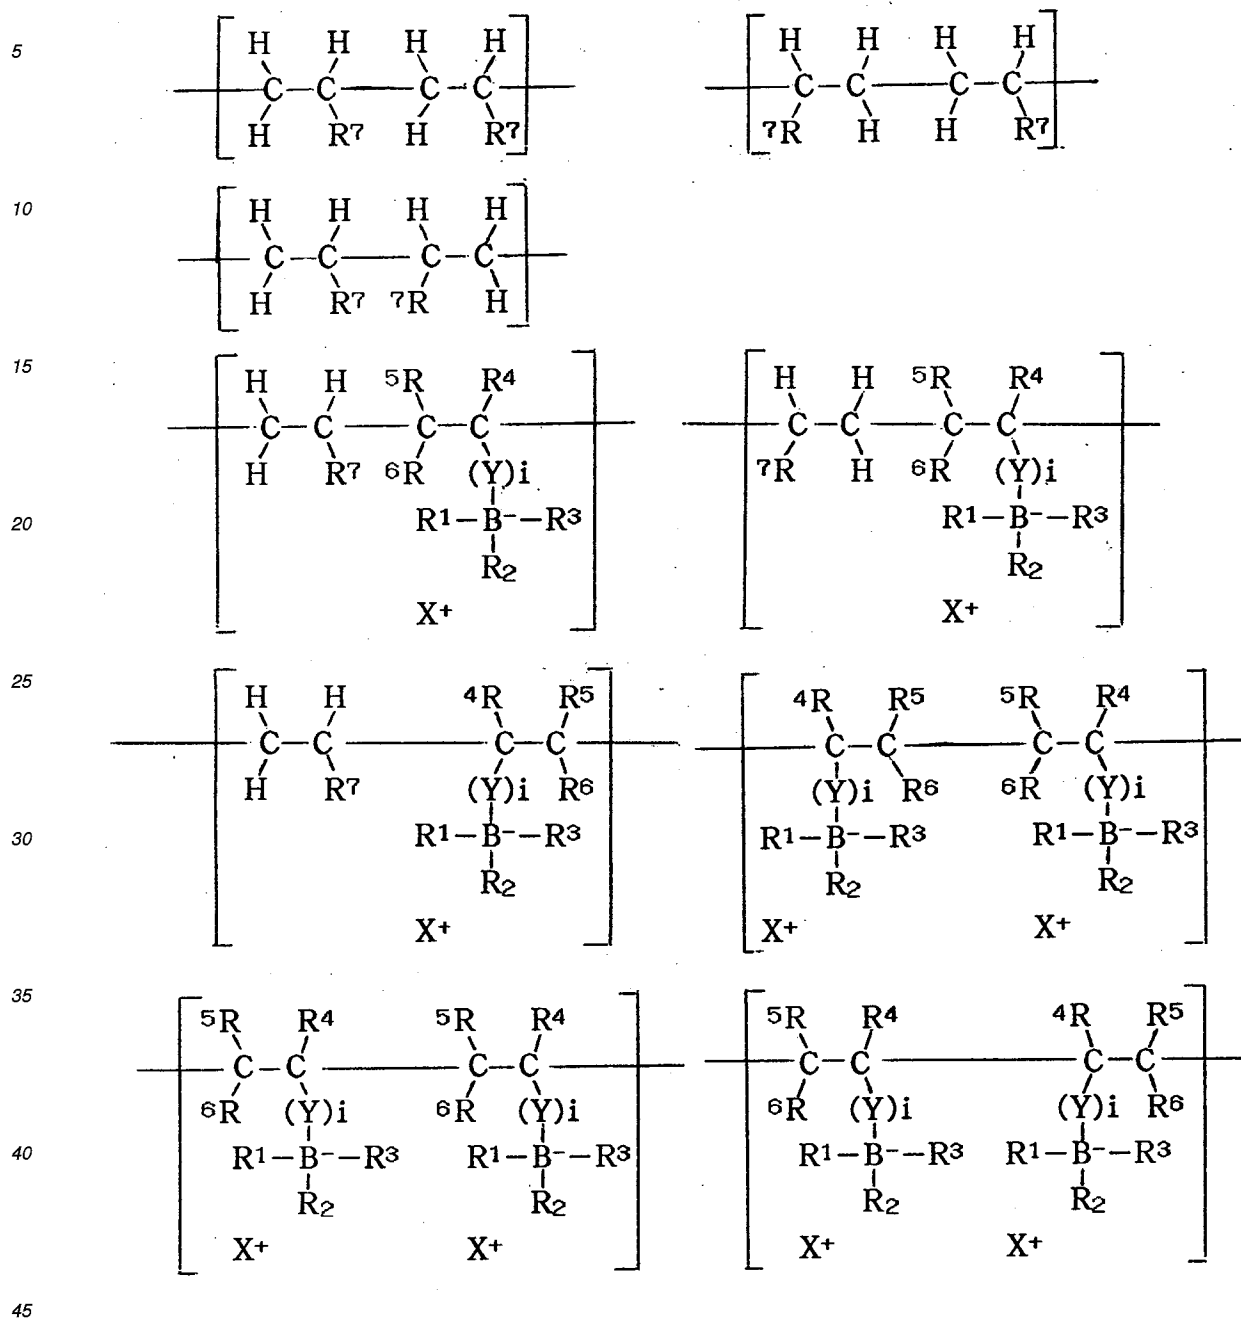 H H H H H H H H
5
C C C C C C C C
H R7 H R7 7R H H R7
10 H H H H
C C C C
H R7 7R H
15 H H 5R R4 H H 5R R4
C C C C C C C C
H R7 6R (Y)i 7R H 6R (Y)i
20 R1—B-—R3 R1—B-—R3
R2 R2
X+ X+
25 H H 4R R5 4R R5 5R R4
C C C C C C C C
H R7 (Y)i R6 (Y)i R6 6R (Y)i
30 R1—B-—R3 R1—B-—R3 R1—B-—R3
R2 R2 R2
X+ X+ X+
35 5R R4 5R R4 5R R4 4R R5
C C C C C C C C
6R (Y)i 6R (Y)i 6R (Y)i (Y)i R6
40 R1—B-—R3 R1—B-—R3 R1—B-—R3 R1—B-—R3
R2 R2 R2 R2
X+ X+ X+ X+
45